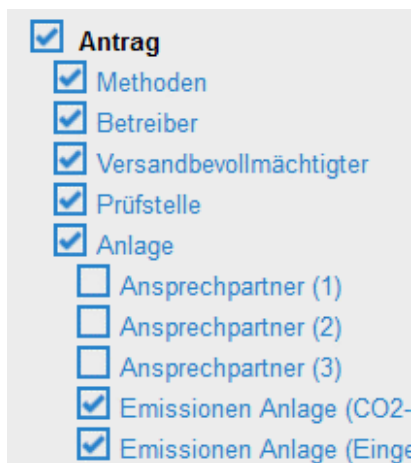 Antrag
Methoden
Betreiber
Versandbevollmächtigter
Prüfstelle
Anlage
Ansprechpartner (1)
Ansprechpartner (2)
Ansprechpartner (3)
Emissionen Anlage (CO2-
Emissionen Anlage (Einge